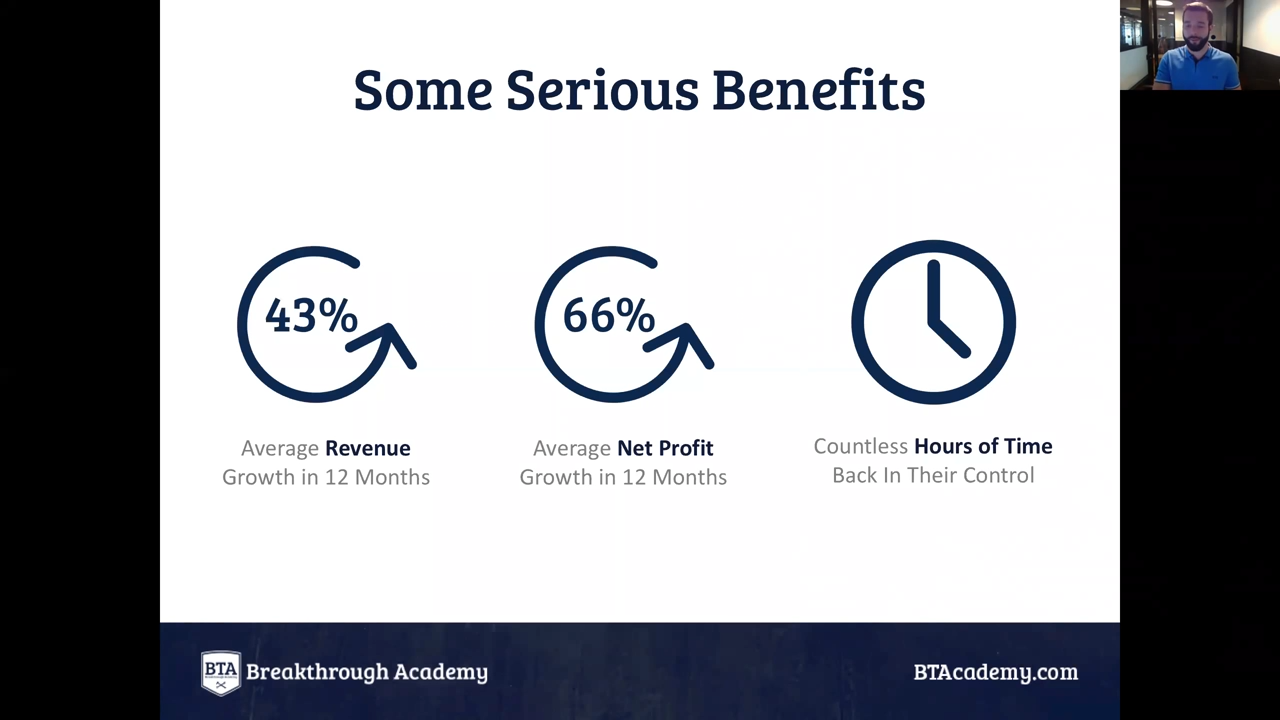 Some Serious Benefits
43%
66%
Average Revenue
Growth in 12 Months
Average Net Profit
Growth in 12 Months
Countless Hours of Time
Back In Their Control
BTA
Breakthrough Academy
BTAcademy.com